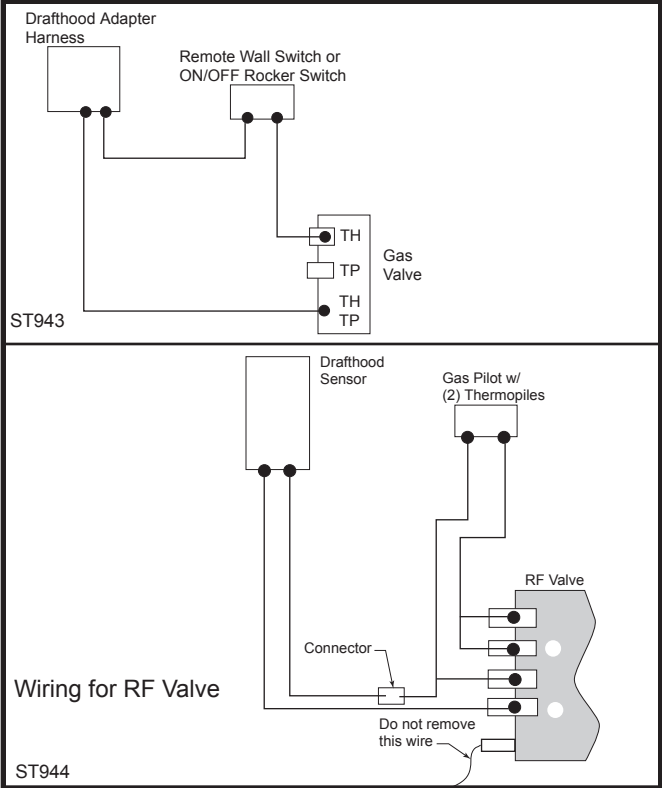 Drafthood Adapter
Harness
Remote Wall Switch or
ON/OFF Rocker Switch
TH
TP
TH
TP
Gas
Valve
ST943
Drafthood
Sensor
Gas Pilot w/
(2) Thermopiles
RF Valve
Connector
Wiring for RF Valve
Do not remove
this wire
ST944